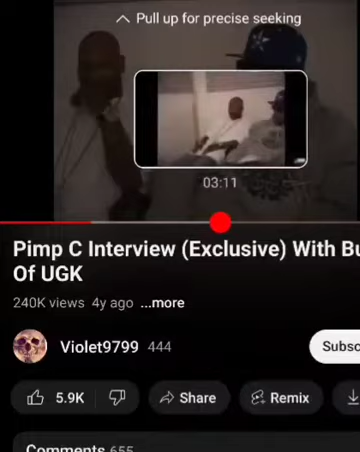 Pull up for precise seeking
03:11
Pimp C Interview (Exclusive) With Bu
Of UGK
240K views 4y ago ...more
Violet9799 444
Subsc
5.9K Share Remix
Comments 655